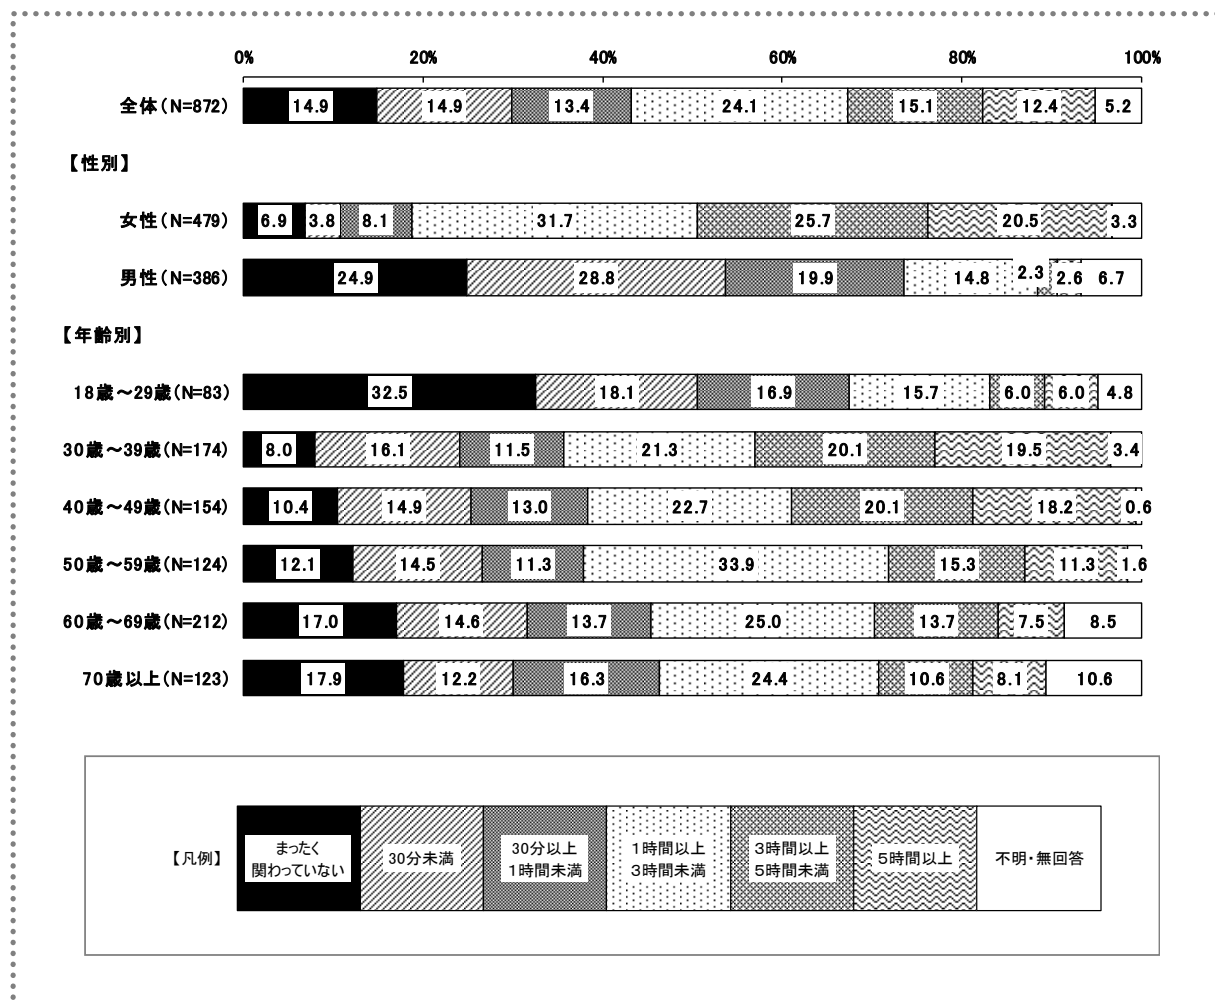 0% 20% 40% 60% 80% 100%
全体(N=872) 14.9 14.9 13.4 24.1 15.1 12.4 5.2
【性別】
女性(N=479) 6.9 3.8 8.1 31.7 25.7 20.5 3.3
男性(N=386) 24.9 28.8 19.9 14.8 2.3 2.6 6.7
【年齢別】
18歳～29歳(N=83) 32.5 18.1 16.9 15.7 6.0 6.0 4.8
30歳～39歳(N=174) 8.0 16.1 11.5 21.3 20.1 19.5 3.4
40歳～49歳(N=154) 10.4 14.9 13.0 22.7 20.1 18.2 0.6
50歳～59歳(N=124) 12.1 14.5 11.3 33.9 15.3 11.3 1.6
60歳～69歳(N=212) 17.0 14.6 13.7 25.0 13.7 7.5 8.5
70歳以上(N=123) 17.9 12.2 16.3 24.4 10.6 8.1 10.6
【凡例】
まったく
関わっていない
30分未満
30分以上
1時間未満
1時間以上
3時間未満
3時間以上
5時間未満
5時間以上
不明・無回答